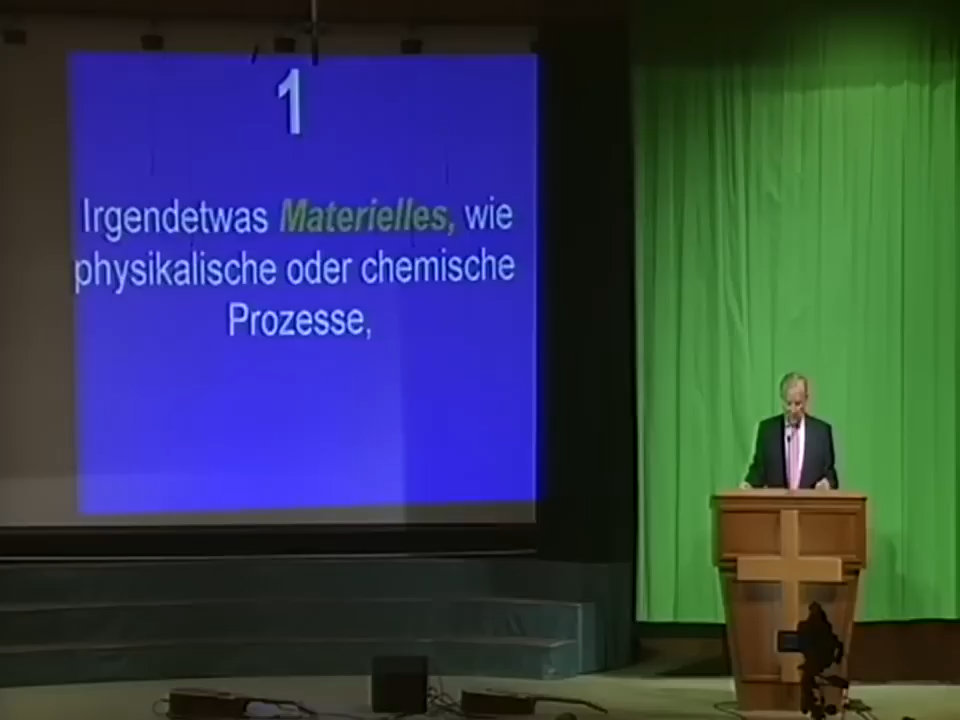 1
Irgendetwas Materielles, wie
physikalische oder chemische
Prozesse,